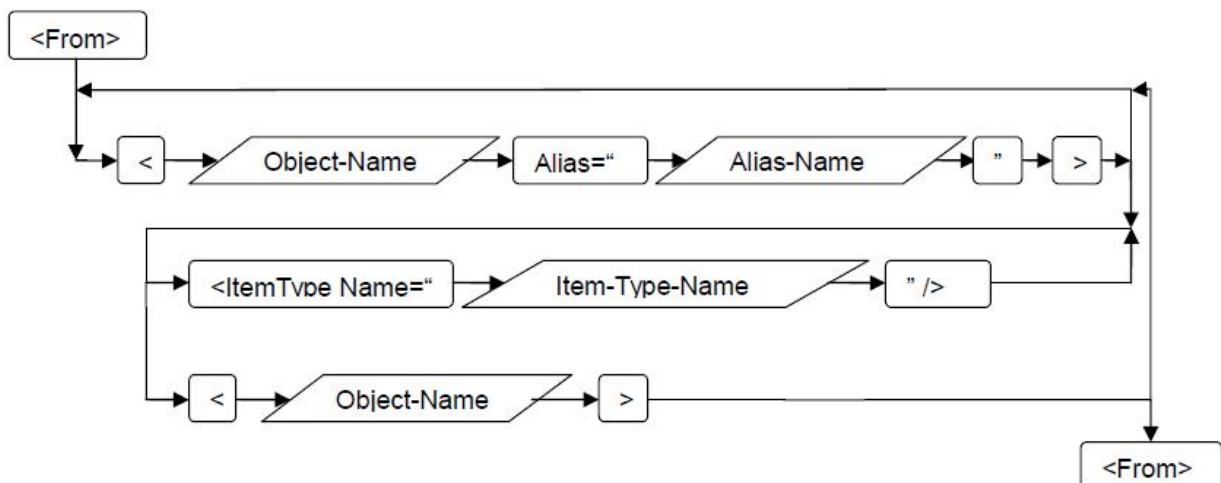 <From>
< Object-Name Alias=“ Alias-Name ” >
<ItemType Name=“ Item-Type-Name ” />
< Object-Name >
<From>